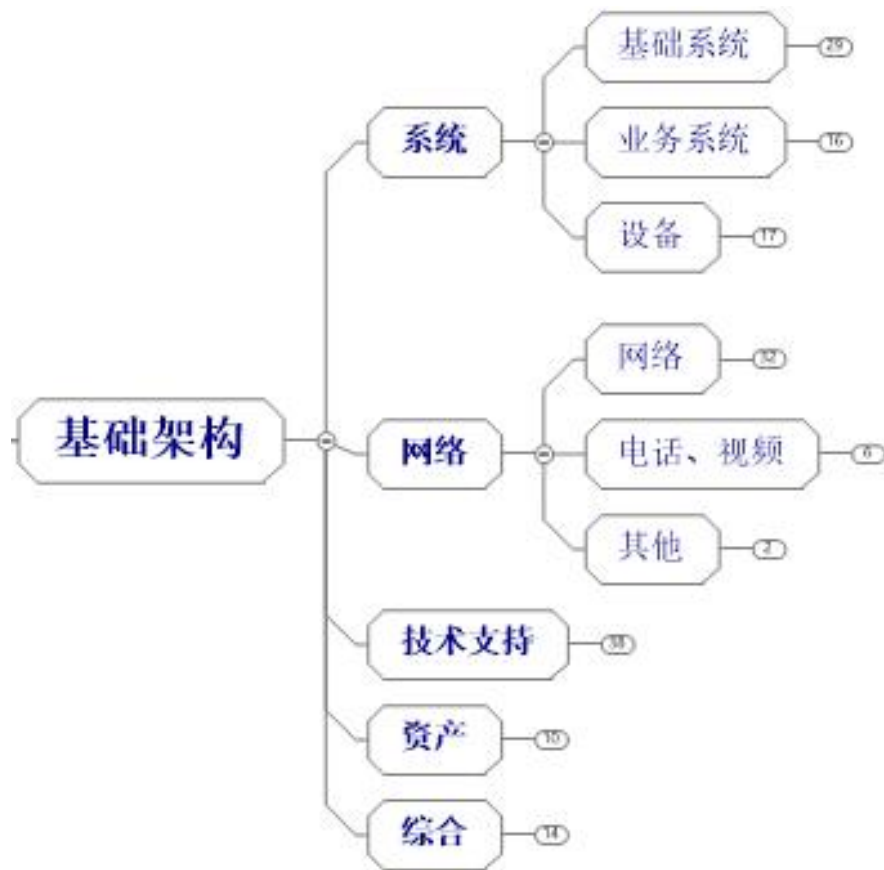 基础架构
系统
基础系统
29
业务系统
16
设备
17
网络
网络
32
电话、视频
6
其他
2
技术支持
资产
10
综合
14